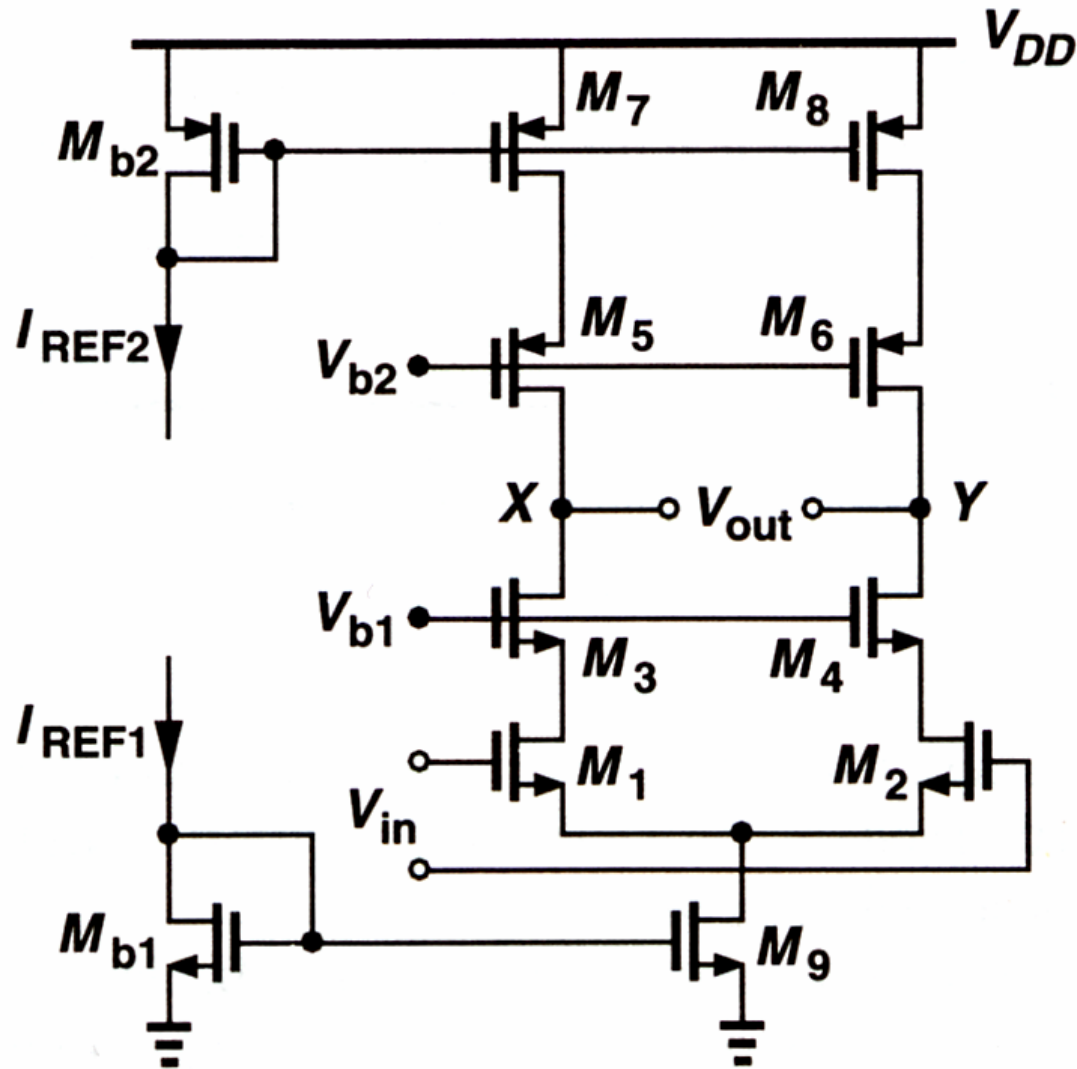 V_DD
M_b2
M_7
M_8
I_REF2
V_b2
M_5
M_6
X
V_out
Y
V_b1
M_3
M_4
I_REF1
V_in
M_1
M_2
M_b1
M_9